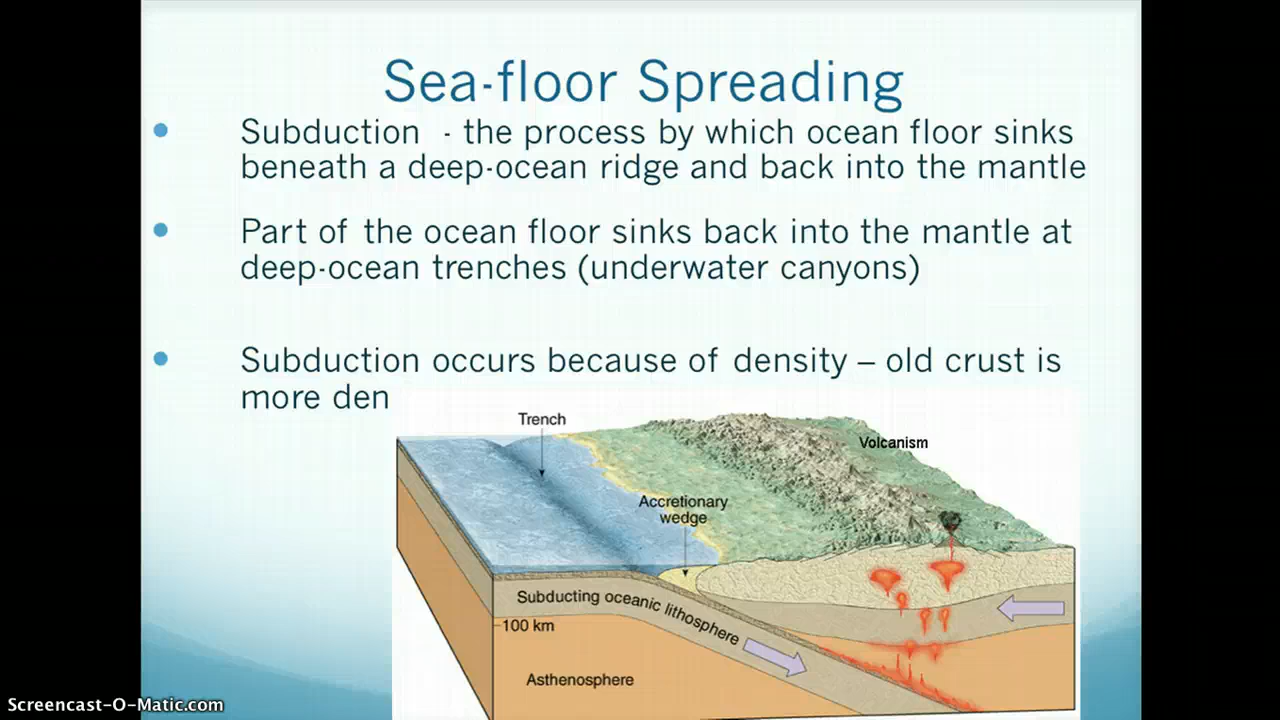 Sea-floor Spreading
• Subduction - the process by which ocean floor sinks
beneath a deep-ocean ridge and back into the mantle
• Part of the ocean floor sinks back into the mantle at
deep-ocean trenches (underwater canyons)
• Subduction occurs because of density – old crust is
more den
Trench
Volcanism
Accretionary
wedge
Subducting oceanic lithosphere
100 km
Asthenosphere
Screencast-O-Matic.com